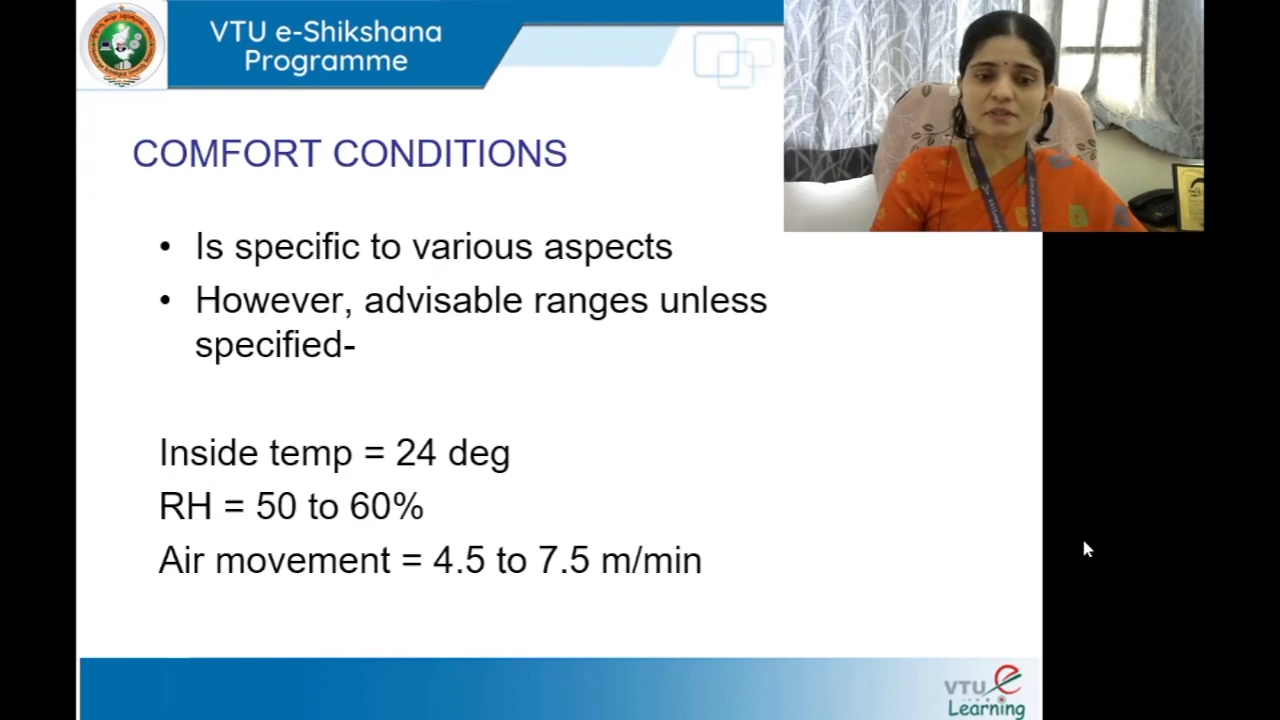 VTU e-Shikshana
Programme
COMFORT CONDITIONS
• Is specific to various aspects
• However, advisable ranges unless
specified-
Inside temp = 24 deg
RH = 50 to 60%
Air movement = 4.5 to 7.5 m/min
VTU e
Learning